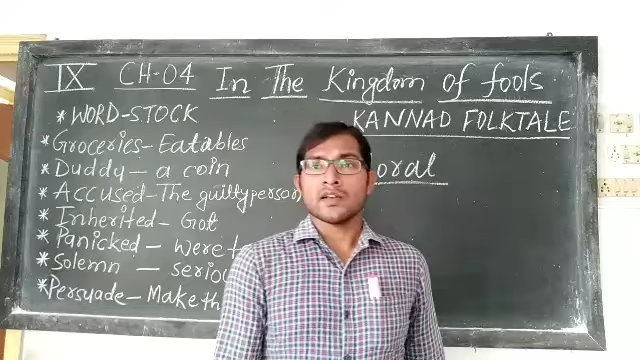 IX CH-04 In The Kingdom of fools
KANNAD FOLKTALE
* WORD-STOCK
* Groceries - Eatables
* Duddy - a coin
* Accused - The guilty person
* Inherited - Got
* Panicked - were
* Solemn - seriou
* Persuade - Make th
oral